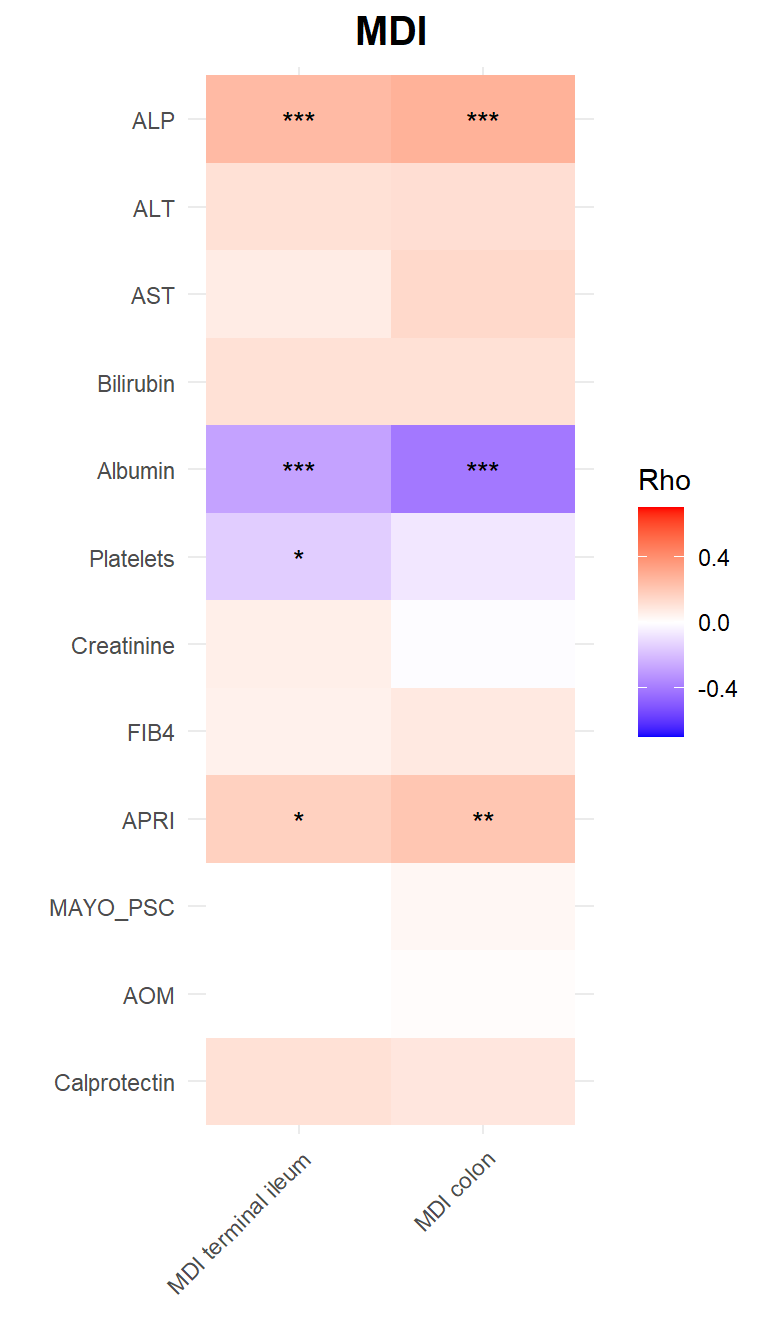 MDI
ALP *** ***
ALT
AST
Bilirubin
Albumin *** ***
Platelets *
Creatinine
FIB4
APRI * **
MAYO_PSC
AOM
Calprotectin
MDI terminal ileum
MDI colon
Rho
0.4
0.0
-0.4